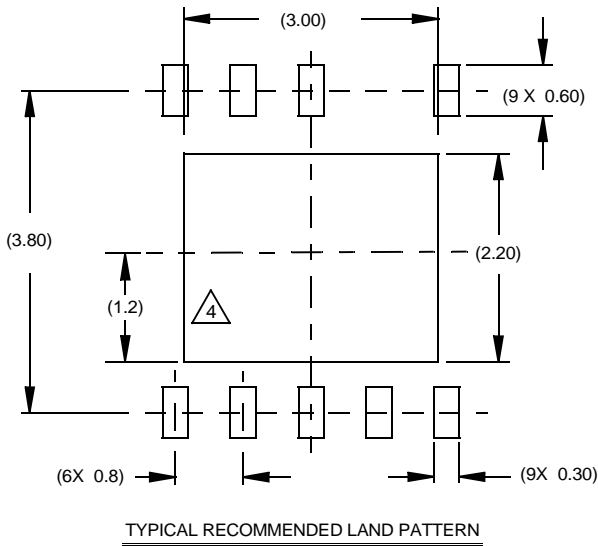 (3.00)
(9 X 0.60)
(3.80)
(2.20)
(1.2)
4
(6X 0.8)
(9X 0.30)
TYPICAL RECOMMENDED LAND PATTERN